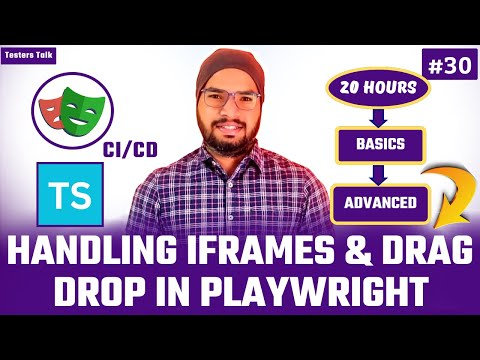 Testers Talk
#30
20 HOURS
CI/CD
BASICS
TS
ADVANCED
HANDLING IFRAMES & DRAG
DROP IN PLAYWRIGHT